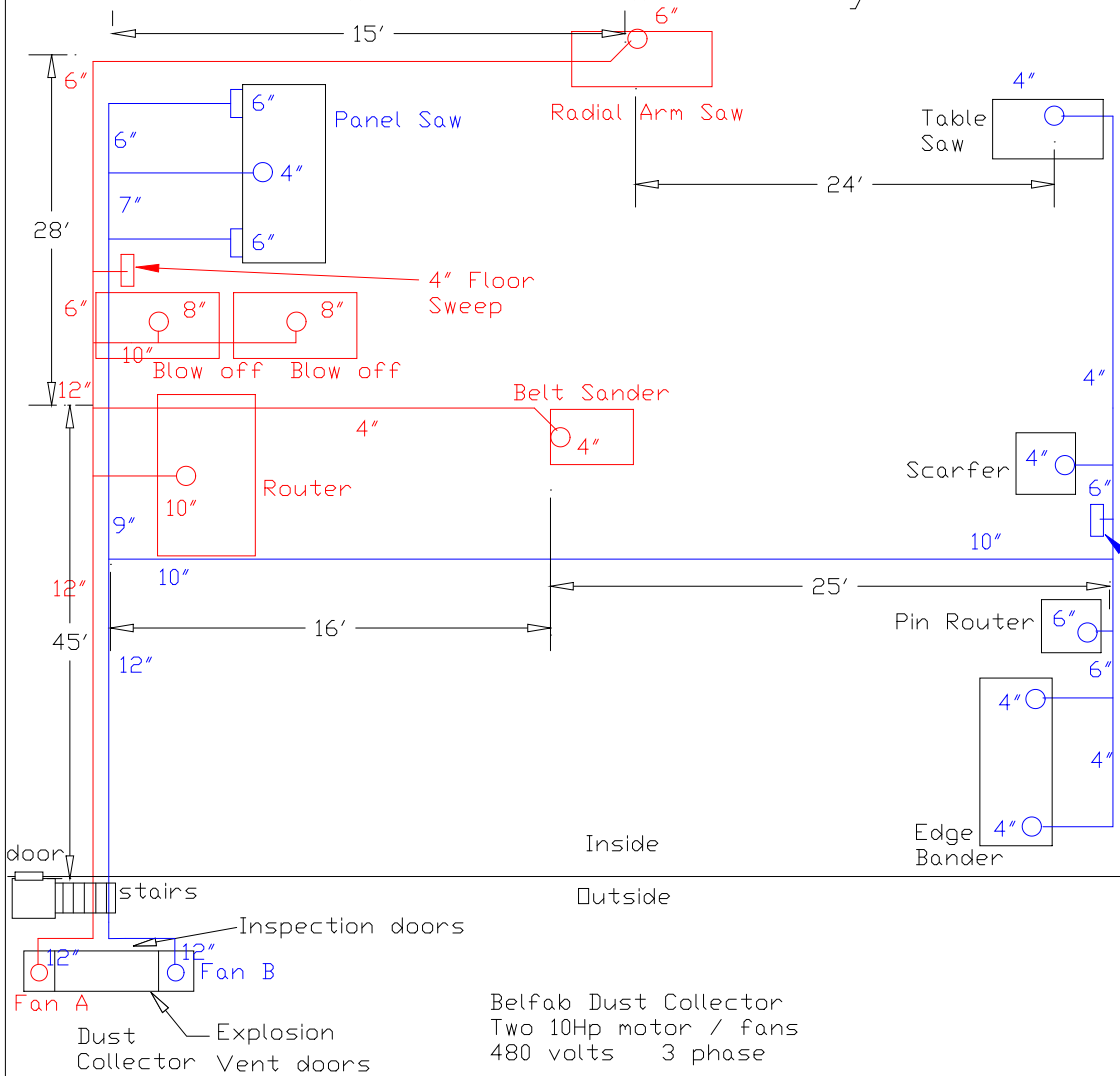 6"
15'
6"
4"
6"
Panel Saw
Radial Arm Saw
Table
Saw
6"
4"
24'
7"
28'
6"
4" Floor
Sweep
6"
8"
8"
10"
Blow off
Blow off
4"
12"
Belt Sander
4"
4"
Scarfer
4"
6"
Router
10"
9"
10"
10"
12"
25'
16'
Pin Router
6"
45'
12"
6"
4"
4"
4"
Edge
Bander
Inside
door
stairs
Outside
Inspection doors
12"
12"
Fan B
Fan A
Belfab Dust Collector
Two 10Hp motor / fans
480 volts 3 phase
Dust
Collector
Explosion
Vent doors